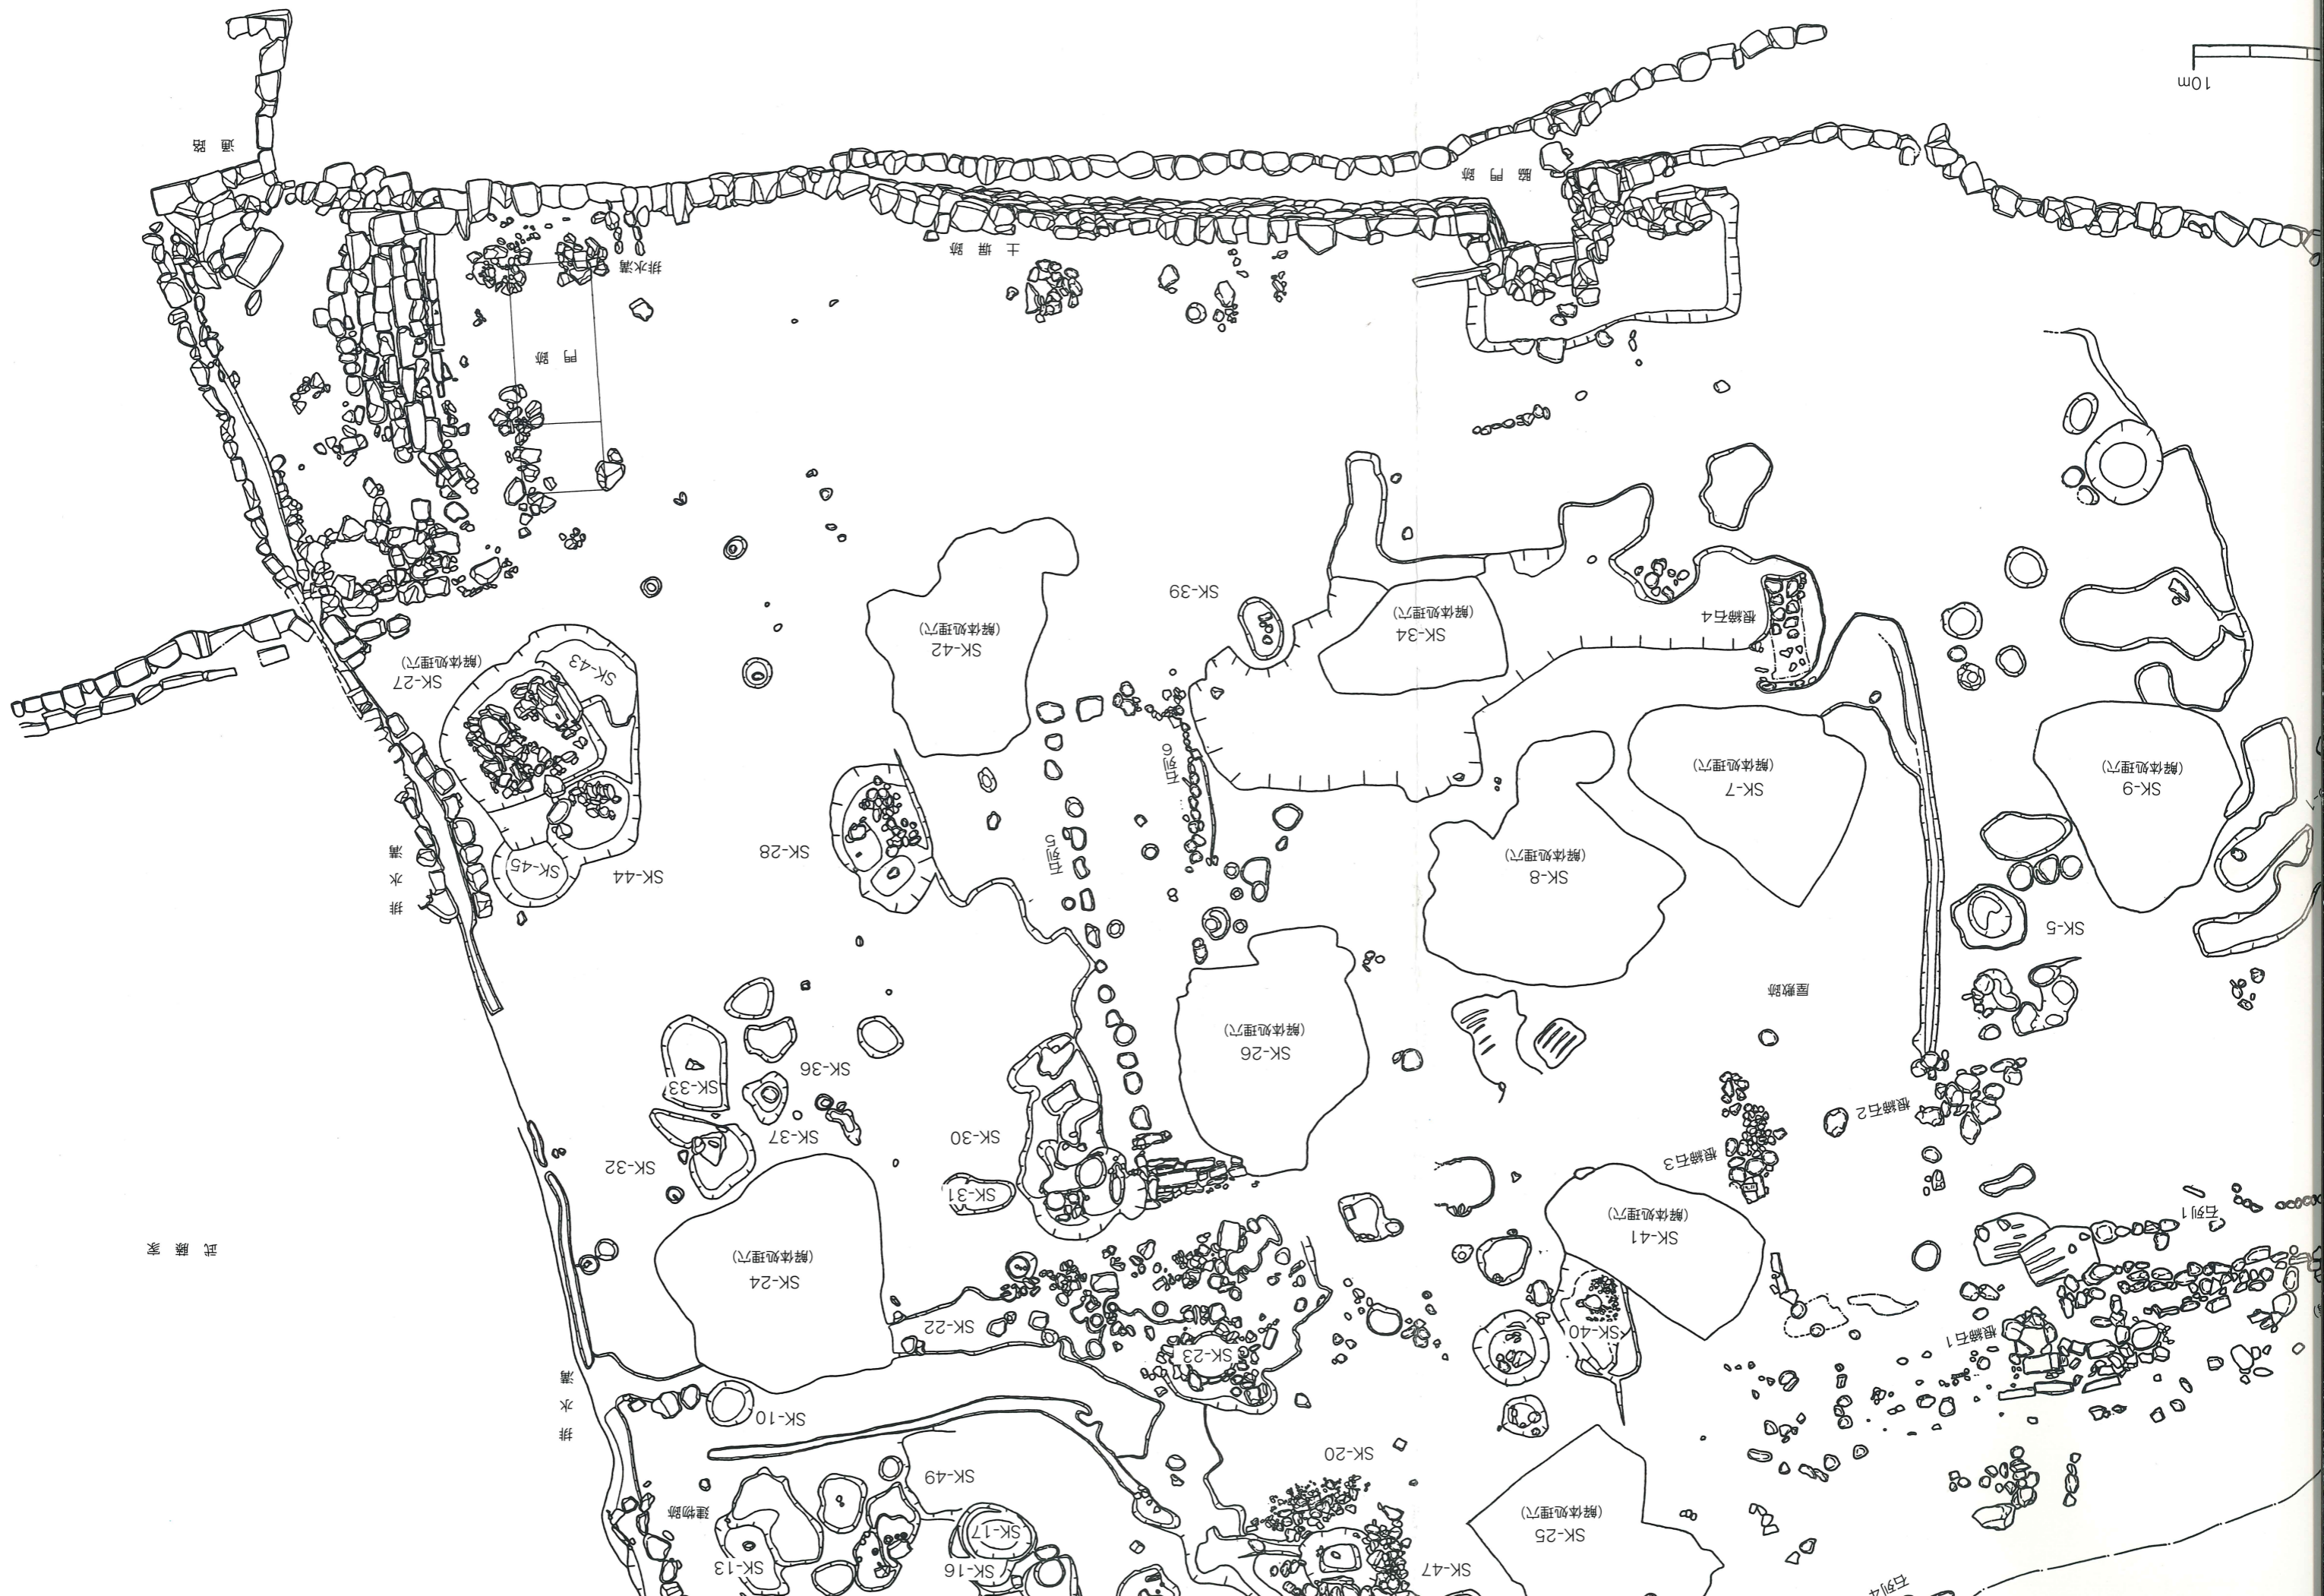 石列4
SK-47
SK-25
(解体処理穴)
SK-16
SK-17
SK-13
建物跡
SK-49
SK-20
SK-10
排水溝
根締石1
SK-40
SK-23
SK-22
SK-24
(解体処理穴)
武藤家
石列1
SK-41
(解体処理穴)
SK-31
根締石3
SK-32
SK-30
SK-37
根締石2
SK-33
SK-36
SK-26
(解体処理穴)
屋敷跡
SK-5
排水溝
SK-8
(解体処理穴)
SK-44
SK-45
SK-28
石列5
SK-9
(解体処理穴)
SK-7
(解体処理穴)
石列6
SK-27
(解体処理穴)
SK-43
SK-42
(解体処理穴)
SK-34
(解体処理穴)
SK-39
根締石4
門跡
排水溝
土塀跡
脇門跡
通路
10m